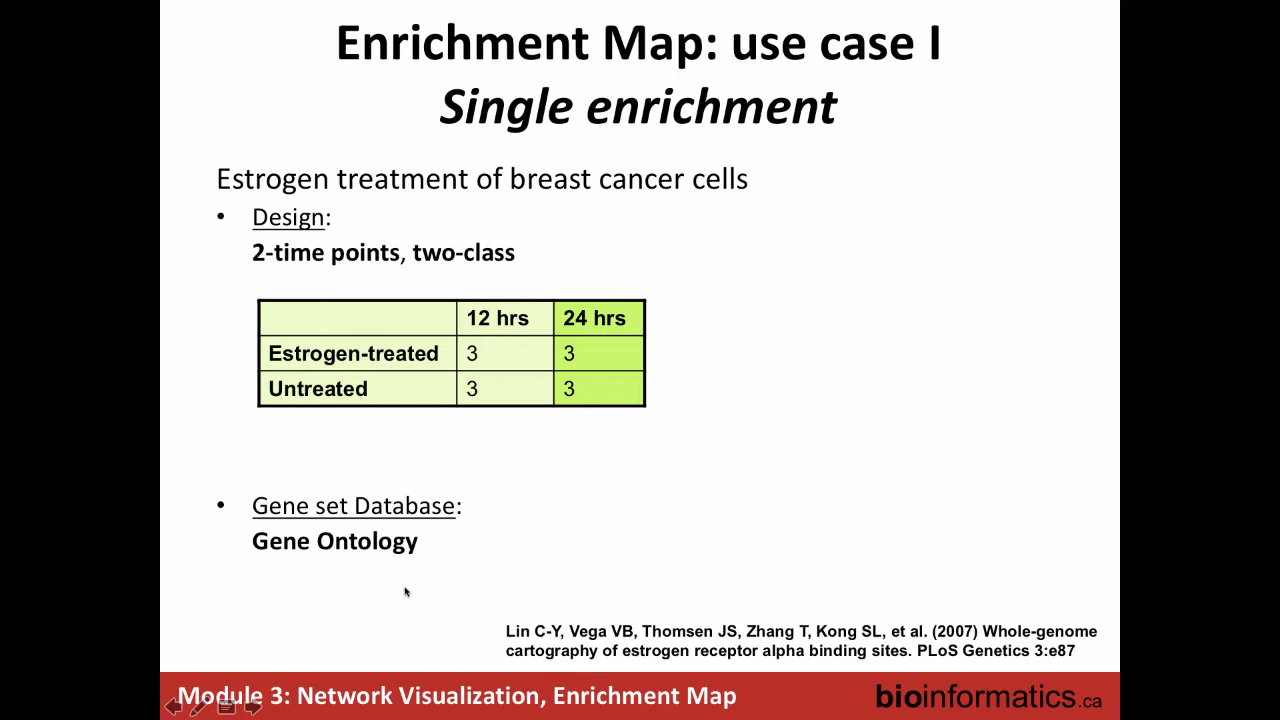 Enrichment Map: use case I
Single enrichment
Estrogen treatment of breast cancer cells
• Design:
2-time points, two-class
12 hrs 24 hrs
Estrogen-treated 3 3
Untreated 3 3
• Gene set Database:
Gene Ontology
Lin C-Y, Vega VB, Thomsen JS, Zhang T, Kong SL, et al. (2007) Whole-genome
cartography of estrogen receptor alpha binding sites. PLoS Genetics 3:e87
Module 3: Network Visualization, Enrichment Map
bioinformatics.ca